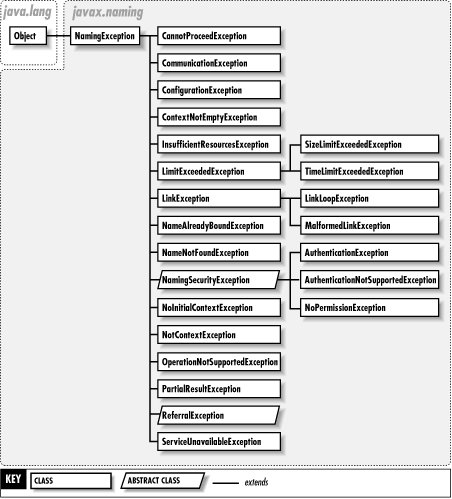 java.lang
javax.naming
Object
NamingException
CannotProceedException
CommunicationException
ConfigurationException
ContextNotEmptyException
InsufficientResourcesException
LimitExceededException
SizeLimitExceededException
TimeLimitExceededException
LinkException
LinkLoopException
MalformedLinkException
NameAlreadyBoundException
NameNotFoundException
NamingSecurityException
AuthenticationException
AuthenticationNotSupportedException
NoPermissionException
NoInitialContextException
NotContextException
OperationNotSupportedException
PartialResultException
ReferralException
ServiceUnavailableException
KEY
CLASS
ABSTRACT CLASS
extends